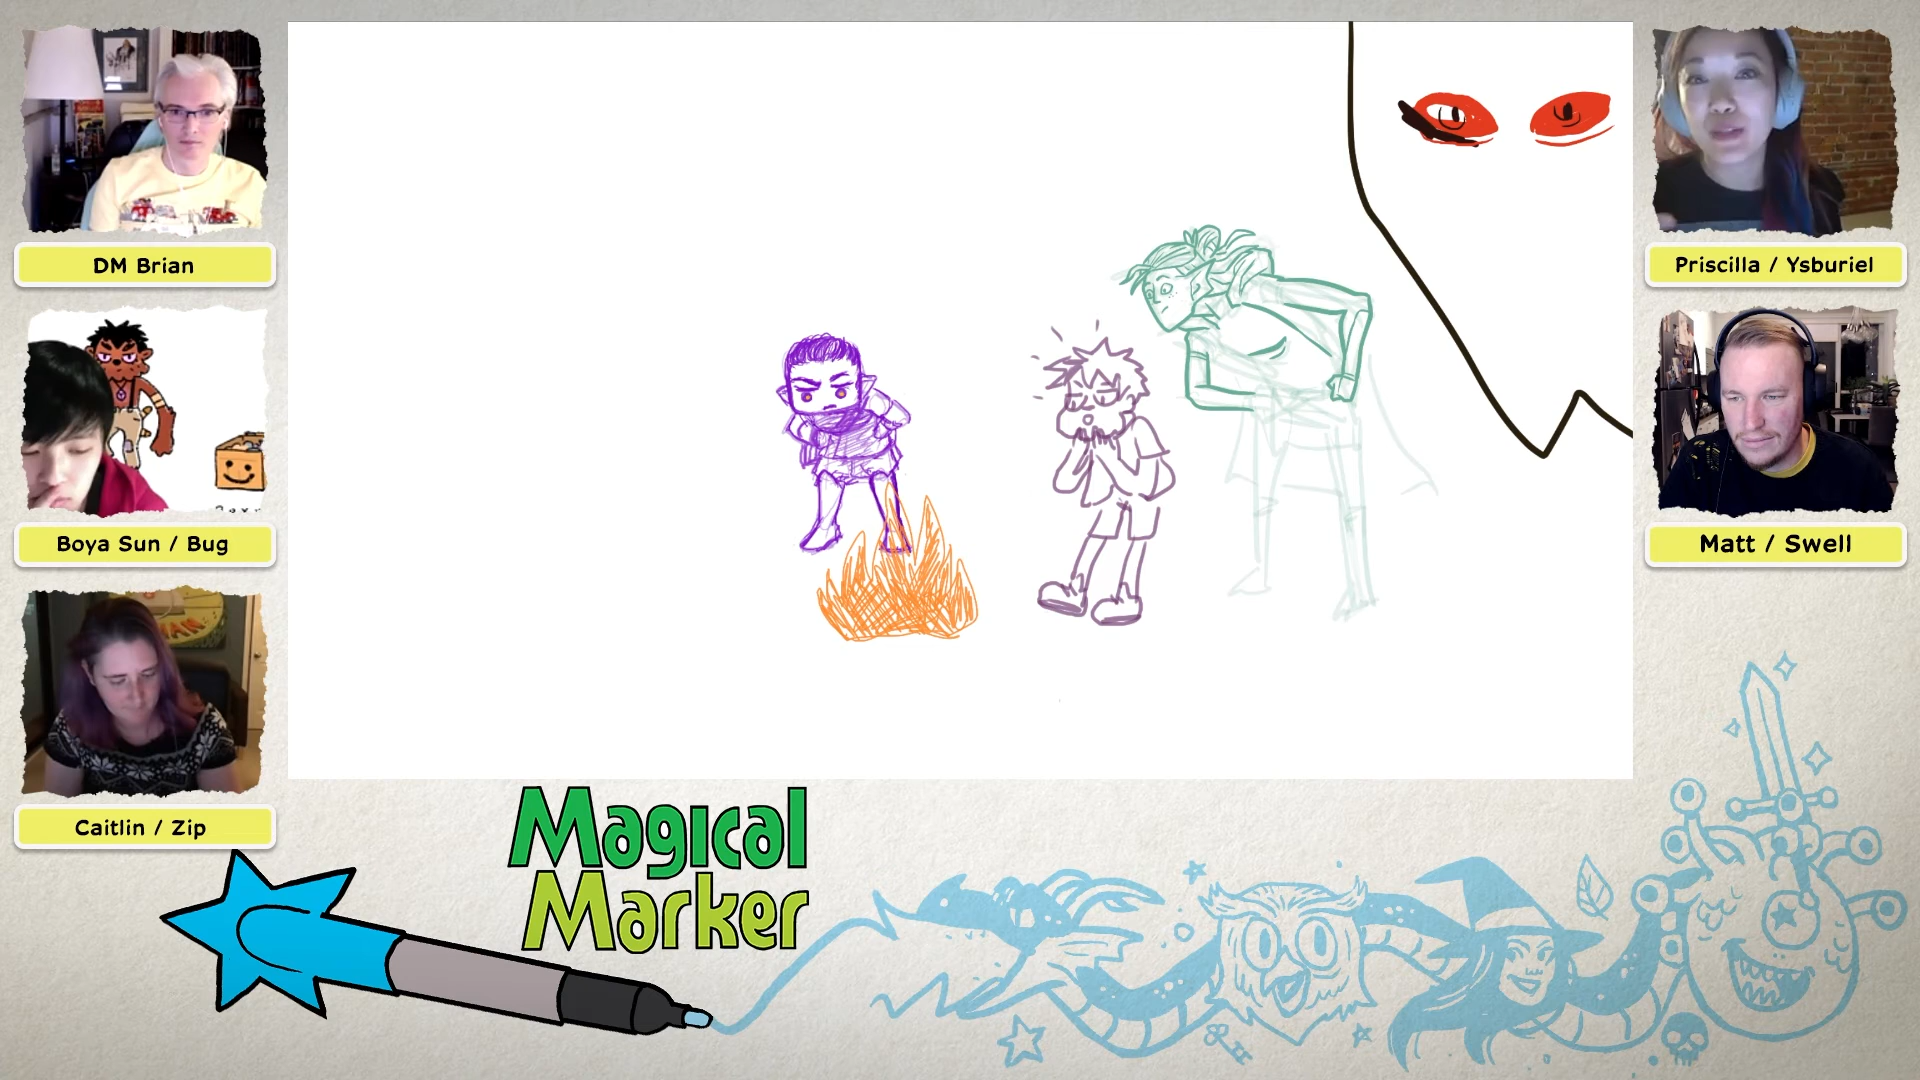 DM Brian
Boya Sun / Bug
Caitlin / Zip
Priscilla / Ysburiel
Matt / Swell
Magical
Marker